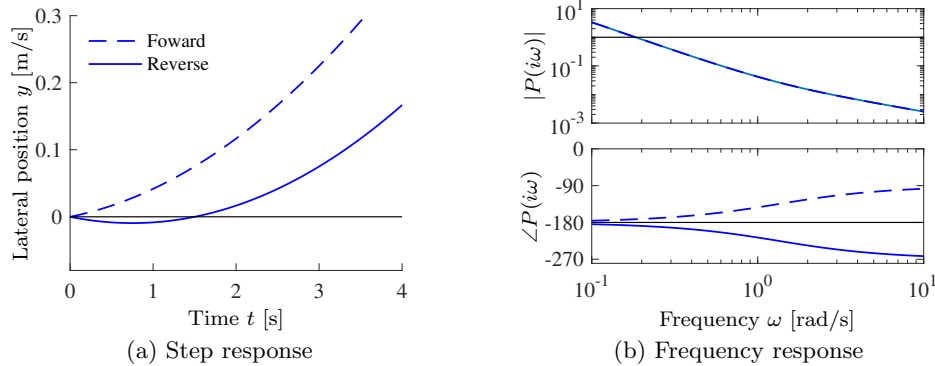 0.3
0.2
0.1
0
0 1 2 3 4
Lateral position y [m/s]
Foward
Reverse
Time t [s]
(a) Step response
10^1
10^-1
10^-3
|P(iω)|
0
-90
-180
-270
∠P(iω)
10^-1 10^0 10^1
Frequency ω [rad/s]
(b) Frequency response